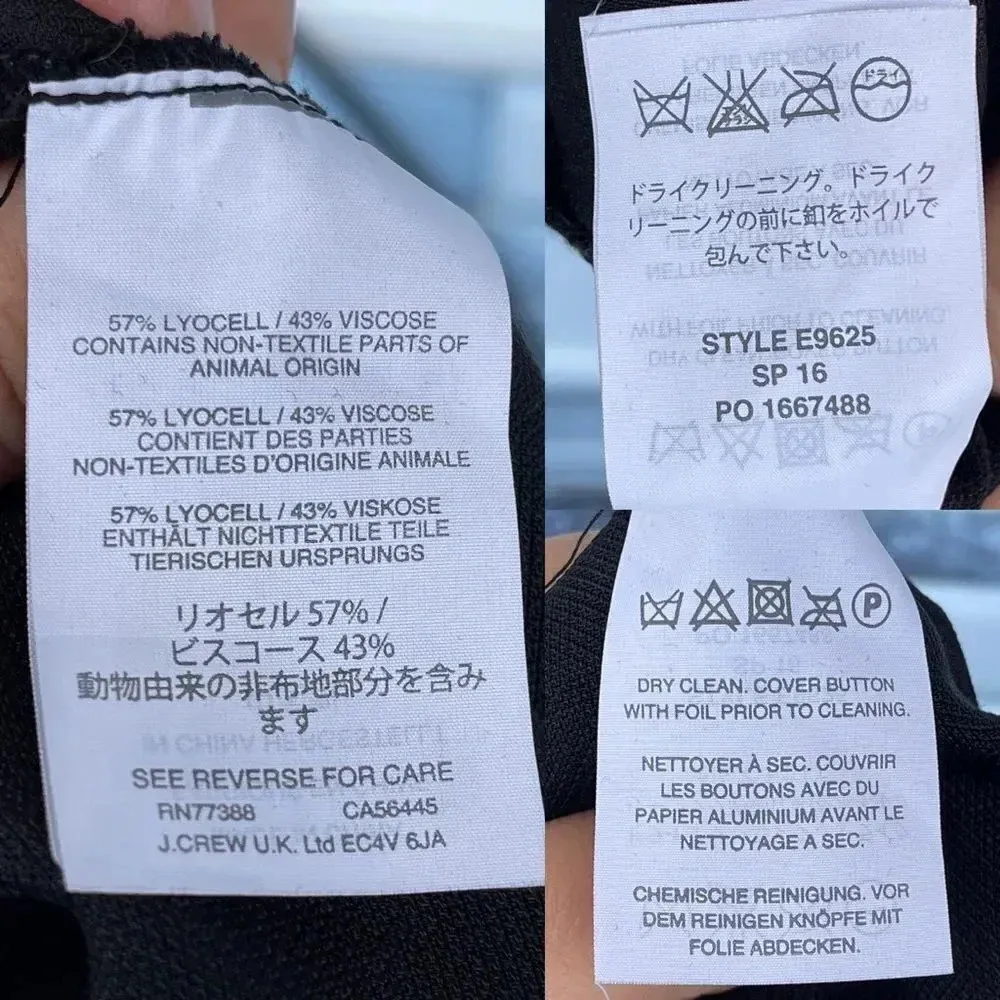 57% LYOCELL / 43% VISCOSE
CONTAINS NON-TEXTILE PARTS OF
ANIMAL ORIGIN
57% LYOCELL / 43% VISCOSE
CONTIENT DES PARTIES
NON-TEXTILES D'ORIGINE ANIMALE
57% LYOCELL / 43% VISKOSE
ENTHÄLT NICHTTEXTILE TEILE
TIERISCHEN URSPRUNGS
リオセル 57% /
ビスコース 43%
動物由来の非布地部分を含み
ます
SEE REVERSE FOR CARE
RN77388 CA56445
J.CREW U.K. Ltd EC4V 6JA
ドライ
ドライクリーニング。ドライク
リーニングの前に釦をホイルで
包んで下さい。
STYLE E9625
SP 16
PO 1667488
P
DRY CLEAN. COVER BUTTON
WITH FOIL PRIOR TO CLEANING.
NETTOYER À SEC. COUVRIR
LES BOUTONS AVEC DU
PAPIER ALUMINIUM AVANT LE
NETTOYAGE A SEC.
CHEMISCHE REINIGUNG. VOR
DEM REINIGEN KNÖPFE MIT
FOLIE ABDECKEN.